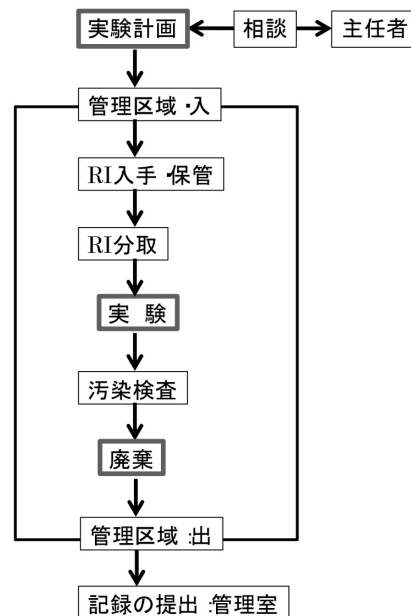 実験計画
相談
主任者
管理区域・入
RI入手・保管
RI分取
実 験
汚染検査
廃棄
管理区域:出
記録の提出:管理室